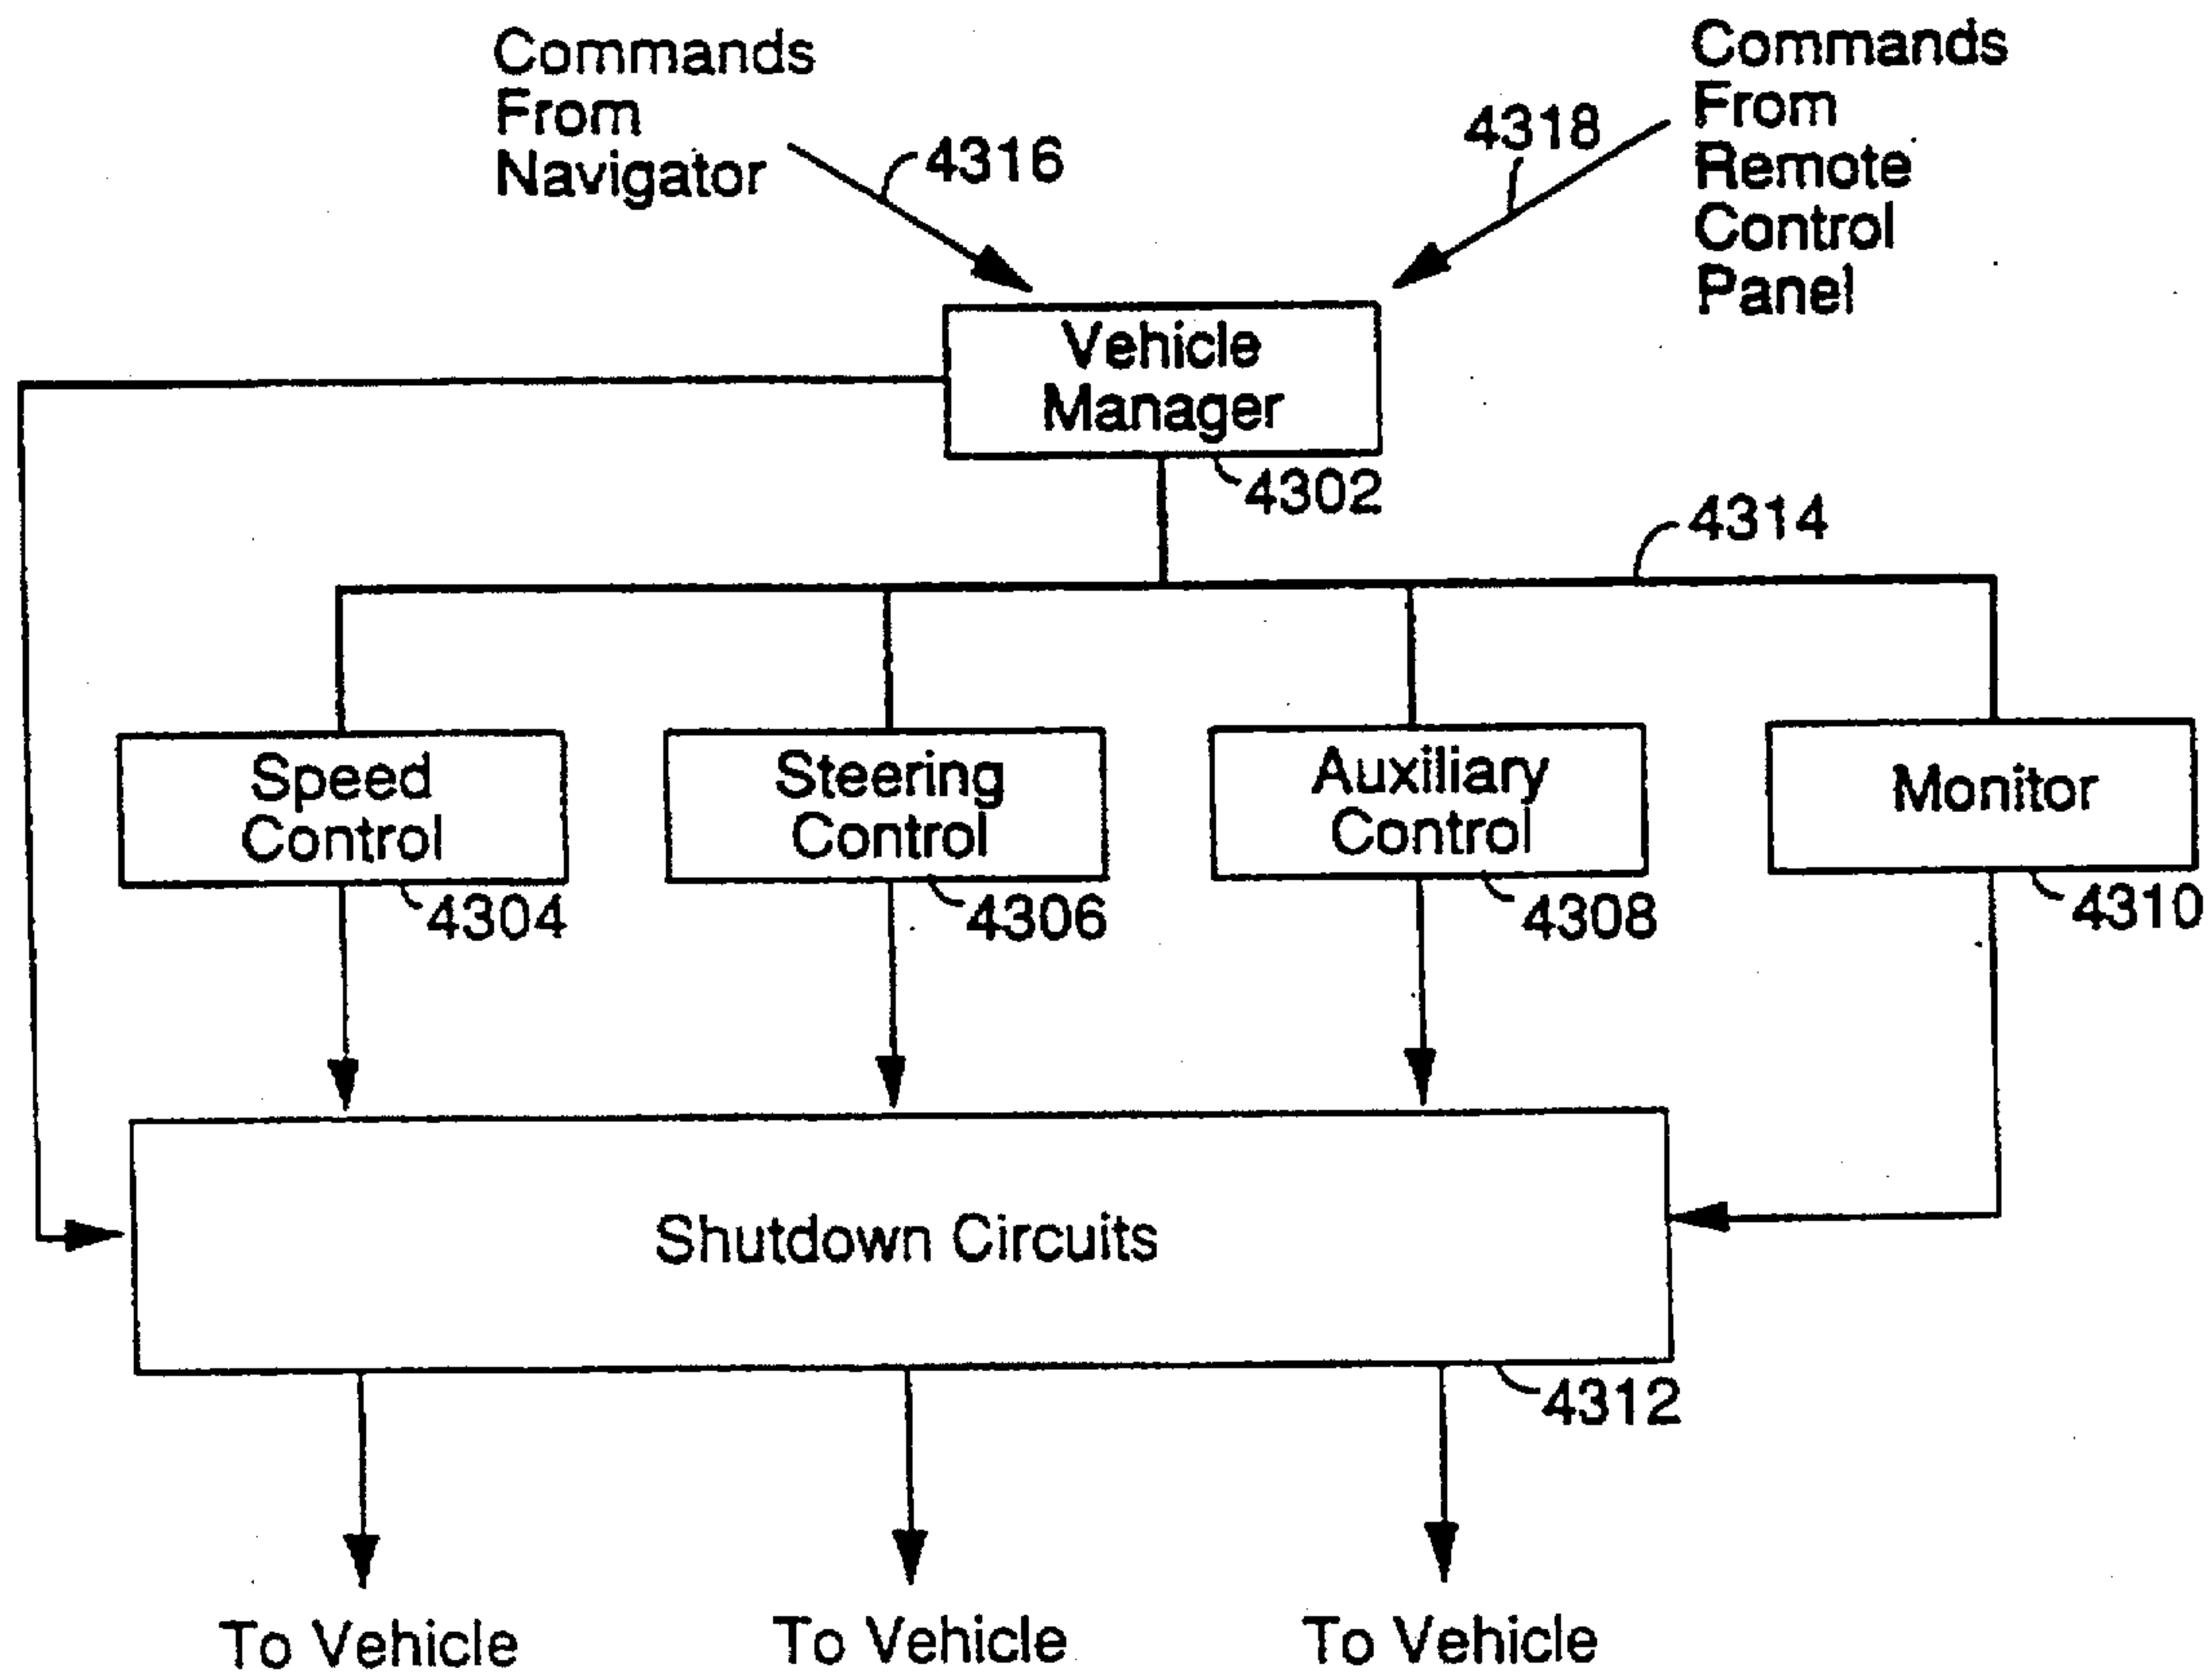 Commands
From
Navigator
4316
4318
Commands
From
Remote
Control
Panel
Vehicle
Manager
4302
4314
Speed
Control
4304
Steering
Control
4306
Auxiliary
Control
4308
Monitor
4310
Shutdown Circuits
4312
To Vehicle
To Vehicle
To Vehicle